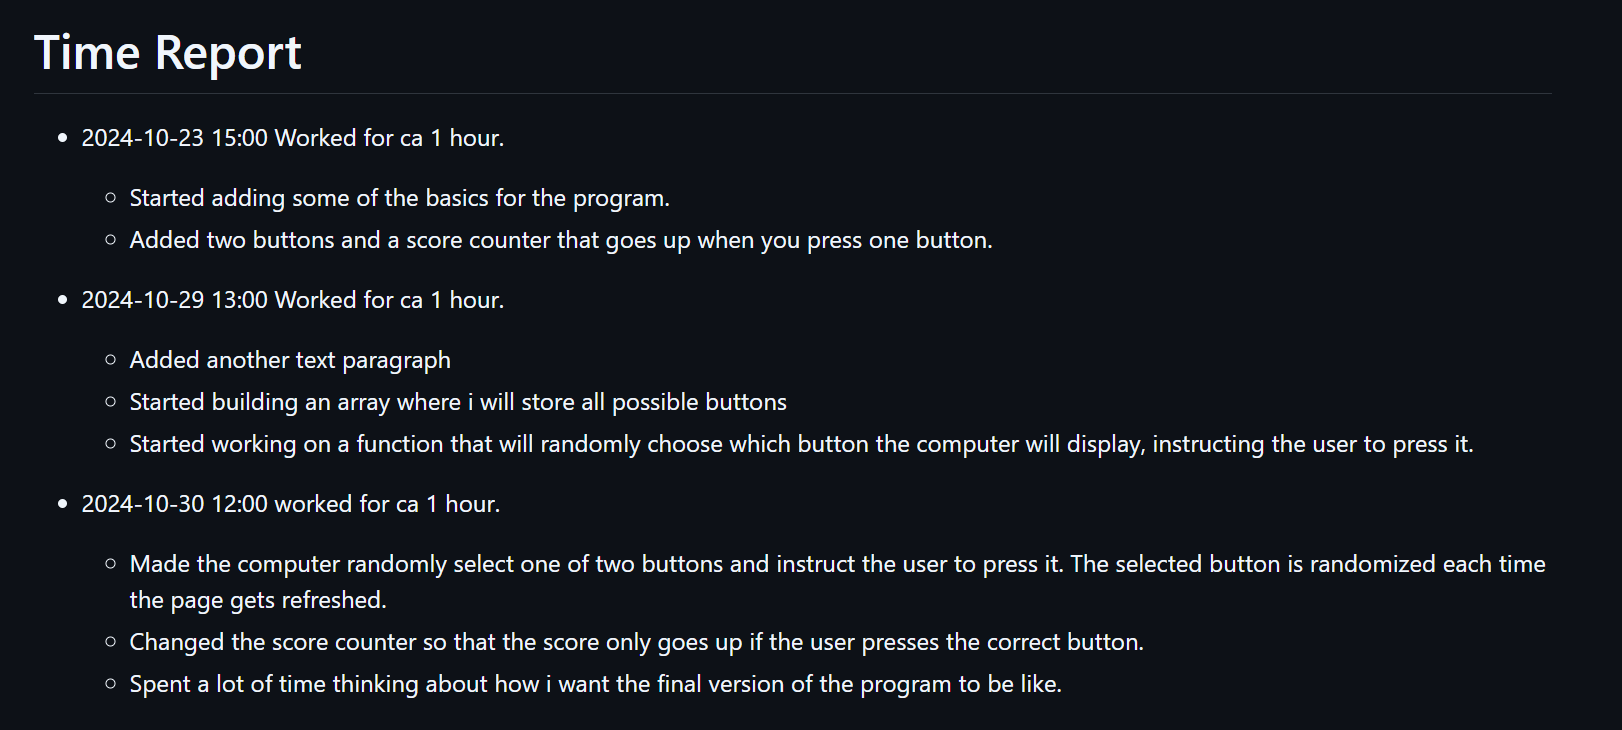 Time Report
2024-10-23 15:00 Worked for ca 1 hour.
Started adding some of the basics for the program.
Added two buttons and a score counter that goes up when you press one button.
2024-10-29 13:00 Worked for ca 1 hour.
Added another text paragraph
Started building an array where i will store all possible buttons
Started working on a function that will randomly choose which button the computer will display, instructing the user to press it.
2024-10-30 12:00 worked for ca 1 hour.
Made the computer randomly select one of two buttons and instruct the user to press it. The selected button is randomized each time
the page gets refreshed.
Changed the score counter so that the score only goes up if the user presses the correct button.
Spent a lot of time thinking about how i want the final version of the program to be like.